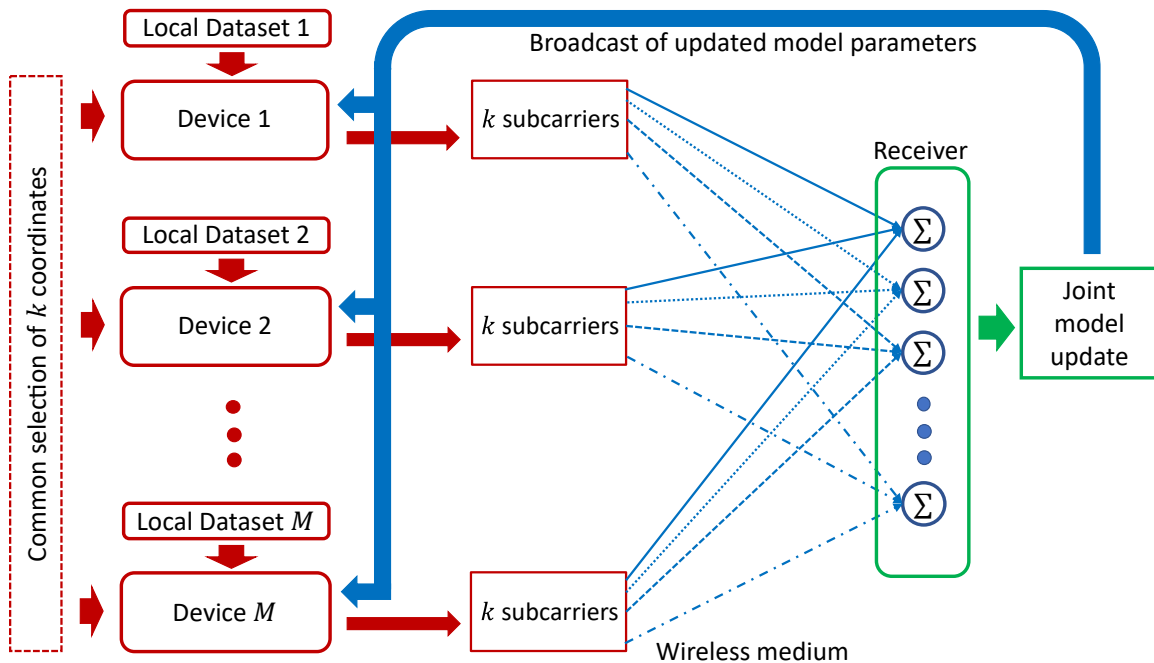 Local Dataset 1
Broadcast of updated model parameters
Device 1
k subcarriers
Receiver
Common selection of k coordinates
Σ
Local Dataset 2
Device 2
k subcarriers
Σ
Σ
Joint
model
update
Σ
Local Dataset M
Device M
k subcarriers
Wireless medium